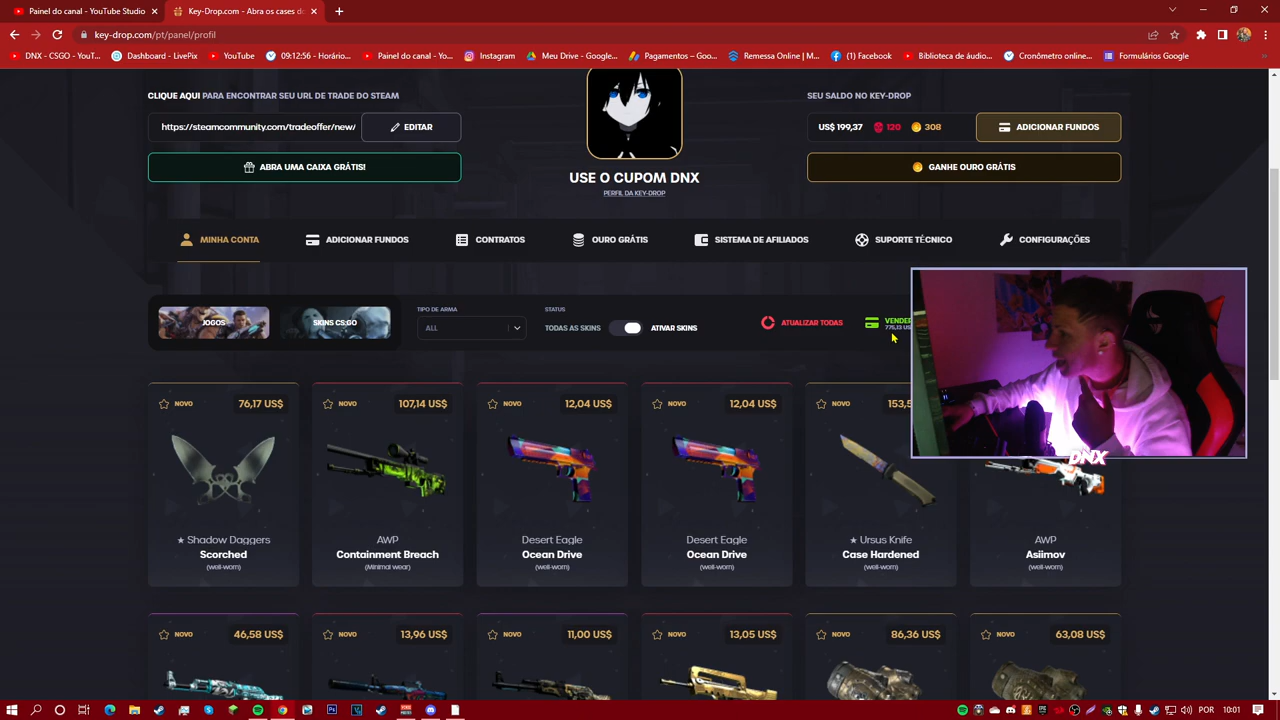 Painel do canal - YouTube Studio
Key-Drop.com - Abra os cases do
key-drop.com/pt/panel/profil
DNX - CSGO - YouT...
Dashboard - LivePix
YouTube
09:12:56 - Horário...
Painel do canal - Yo...
Instagram
Meu Drive - Google...
Pagamentos – Goo...
Remessa Online | M...
(1) Facebook
Biblioteca de áudio...
Cronômetro online...
Formulários Google
CLIQUE AQUI PARA ENCONTRAR SEU URL DE TRADE DO STEAM
SEU SALDO NO KEY-DROP
https://steamcommunity.com/tradeoffer/new/
EDITAR
US$ 199,37
120
308
ADICIONAR FUNDOS
ABRA UMA CAIXA GRÁTIS!
GANHE OURO GRÁTIS
USE O CUPOM DNX
PERFIL DA KEY-DROP
MINHA CONTA
ADICIONAR FUNDOS
CONTRATOS
OURO GRÁTIS
SISTEMA DE AFILIADOS
SUPORTE TÉCNICO
CONFIGURAÇÕES
JOGOS
SKINS CS:GO
TIPO DE ARMA
ALL
STATUS
TODAS AS SKINS
ATIVAR SKINS
ATUALIZAR TODAS
VENDER
775,13 US
NOVO
76,17 US$
NOVO
107,14 US$
NOVO
12,04 US$
NOVO
12,04 US$
NOVO
153,5
DNX
★ Shadow Daggers
Scorched
(well-worn)
AWP
Containment Breach
(Minimal wear)
Desert Eagle
Ocean Drive
(well-worn)
Desert Eagle
Ocean Drive
(well-worn)
★ Ursus Knife
Case Hardened
(well-worn)
AWP
Asiimov
(well-worn)
NOVO
46,58 US$
NOVO
13,96 US$
NOVO
11,00 US$
NOVO
13,05 US$
NOVO
86,36 US$
NOVO
63,08 US$
POR
10:01